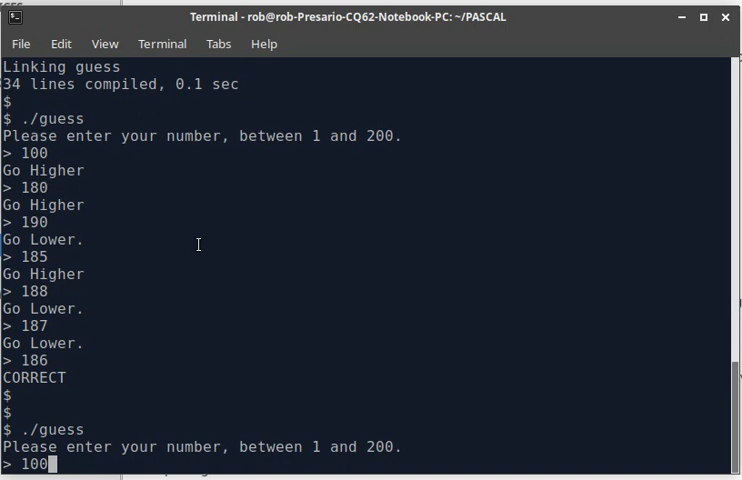 Terminal - rob@rob-Presario-CQ62-Notebook-PC: ~/PASCAL
File Edit View Terminal Tabs Help
Linking guess
34 lines compiled, 0.1 sec
$
$ ./guess
Please enter your number, between 1 and 200.
> 100
Go Higher
> 180
Go Higher
> 190
Go Lower.
> 185
Go Higher
> 188
Go Lower.
> 187
Go Lower.
> 186
CORRECT
$
$
$ ./guess
Please enter your number, between 1 and 200.
> 100